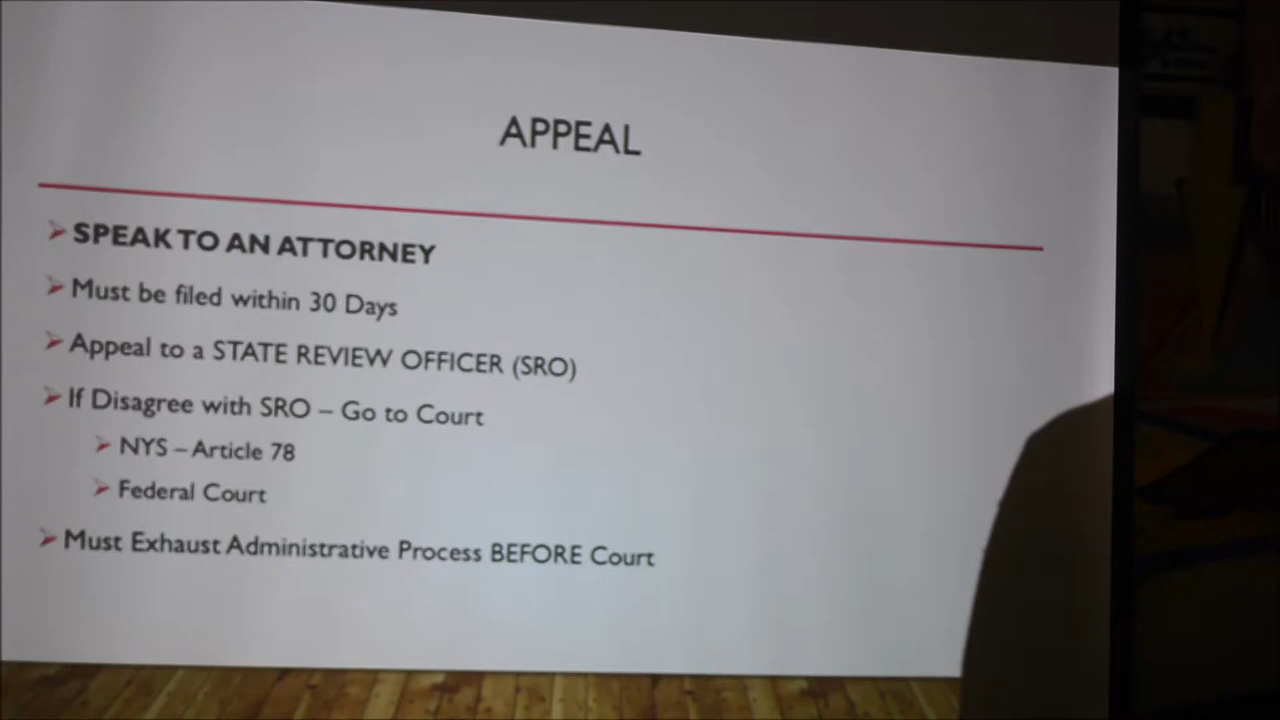 APPEAL
SPEAK TO AN ATTORNEY
Must be filed within 30 Days
Appeal to a STATE REVIEW OFFICER (SRO)
If Disagree with SRO – Go to Court
NYS – Article 78
Federal Court
Must Exhaust Administrative Process BEFORE Court